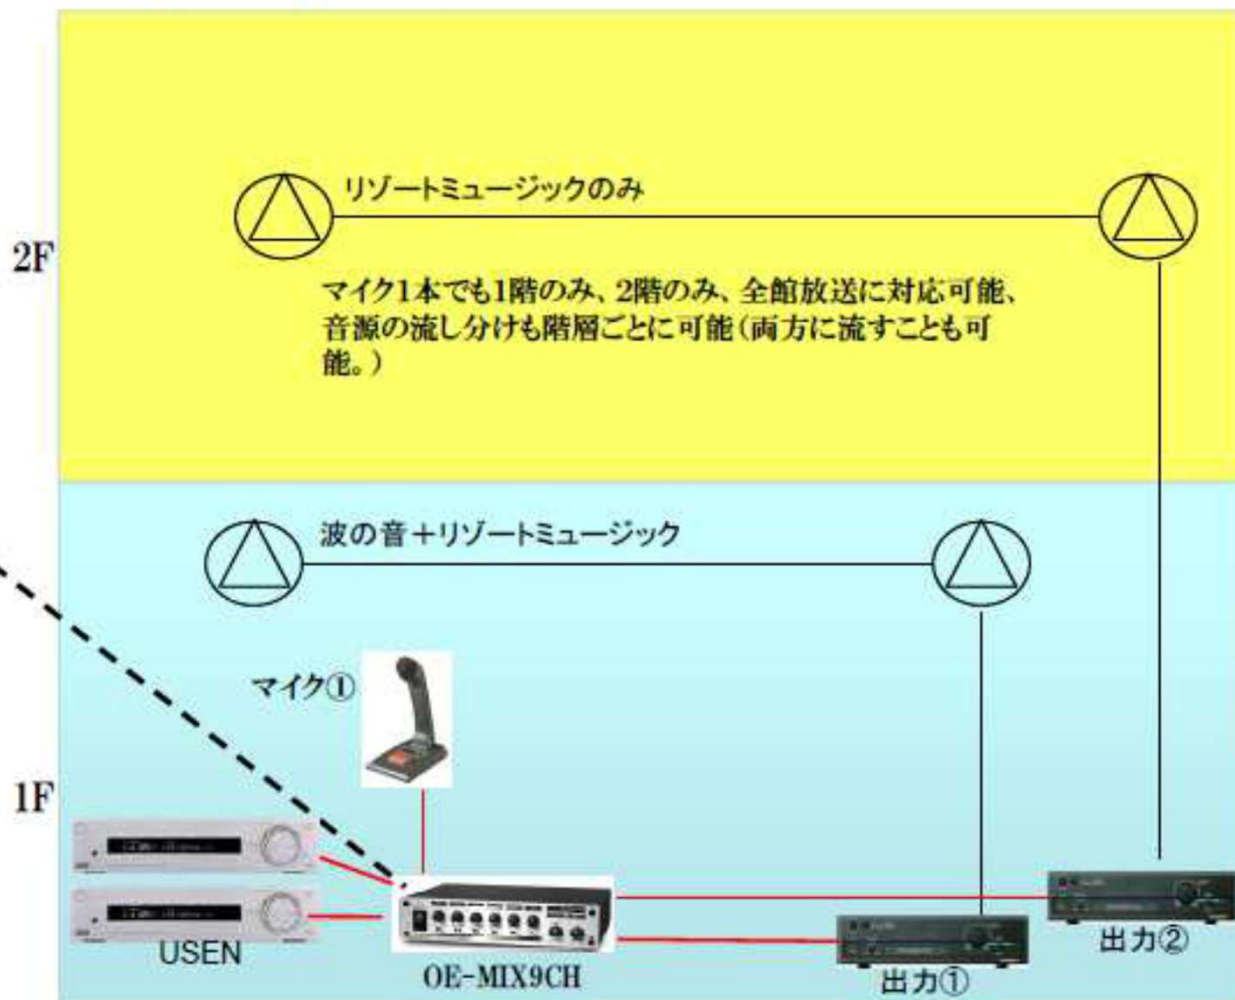 リゾートミュージックのみ
2F
マイク1本でも1階のみ、2階のみ、全館放送に対応可能、
音源の流し分けも階層ごとに可能(両方に流すことも可
能。)
波の音+リゾートミュージック
マイク①
1F
USEN
OE-MIX9CH
出力①
出力②